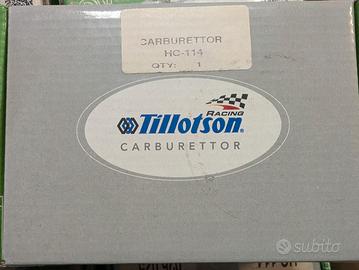 CARBURETTOR
HC-114
QTY: 1
RACING
Tillotson®
CARBURETTOR
subito